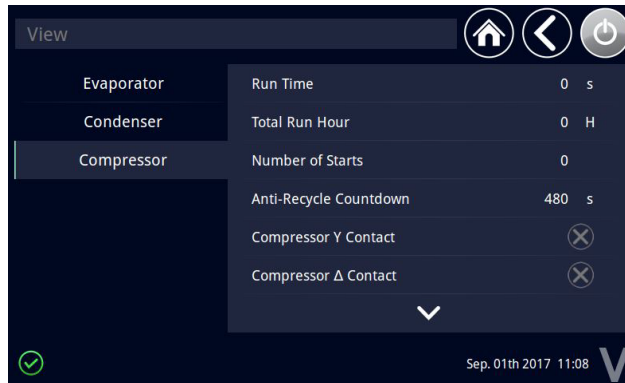 View
Evaporator
Condenser
Compressor
Run Time 0 s
Total Run Hour 0 H
Number of Starts 0
Anti-Recycle Countdown 480 s
Compressor Y Contact
Compressor Δ Contact
Sep. 01th 2017 11:08
V